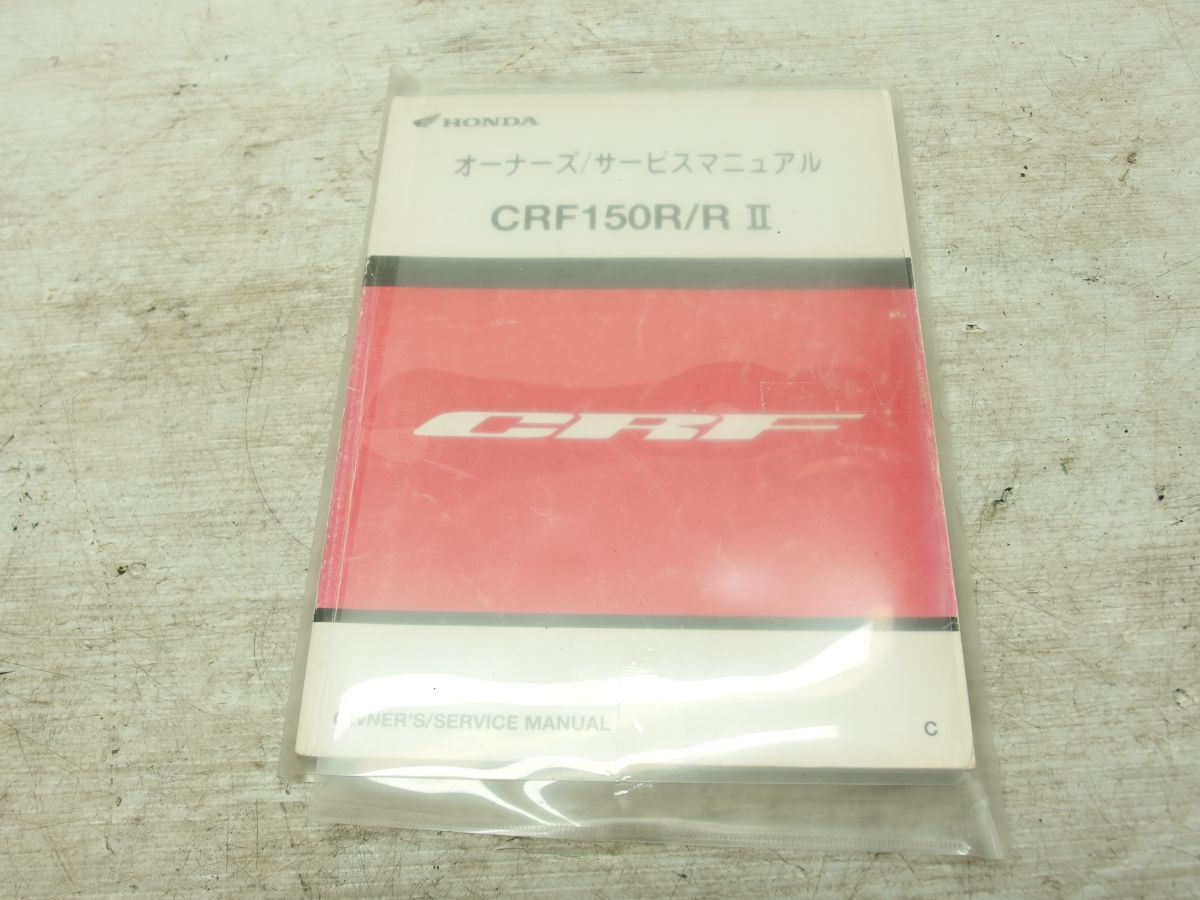 HONDA
オーナーズ/サービスマニュアル
CRF150R/R II
CRF
OWNER'S/SERVICE MANUAL
C